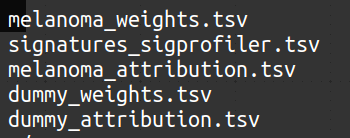 melanoma_weights.tsv
signatures_sigprofiler.tsv
melanoma_attribution.tsv
dummy_weights.tsv
dummy_attribution.tsv